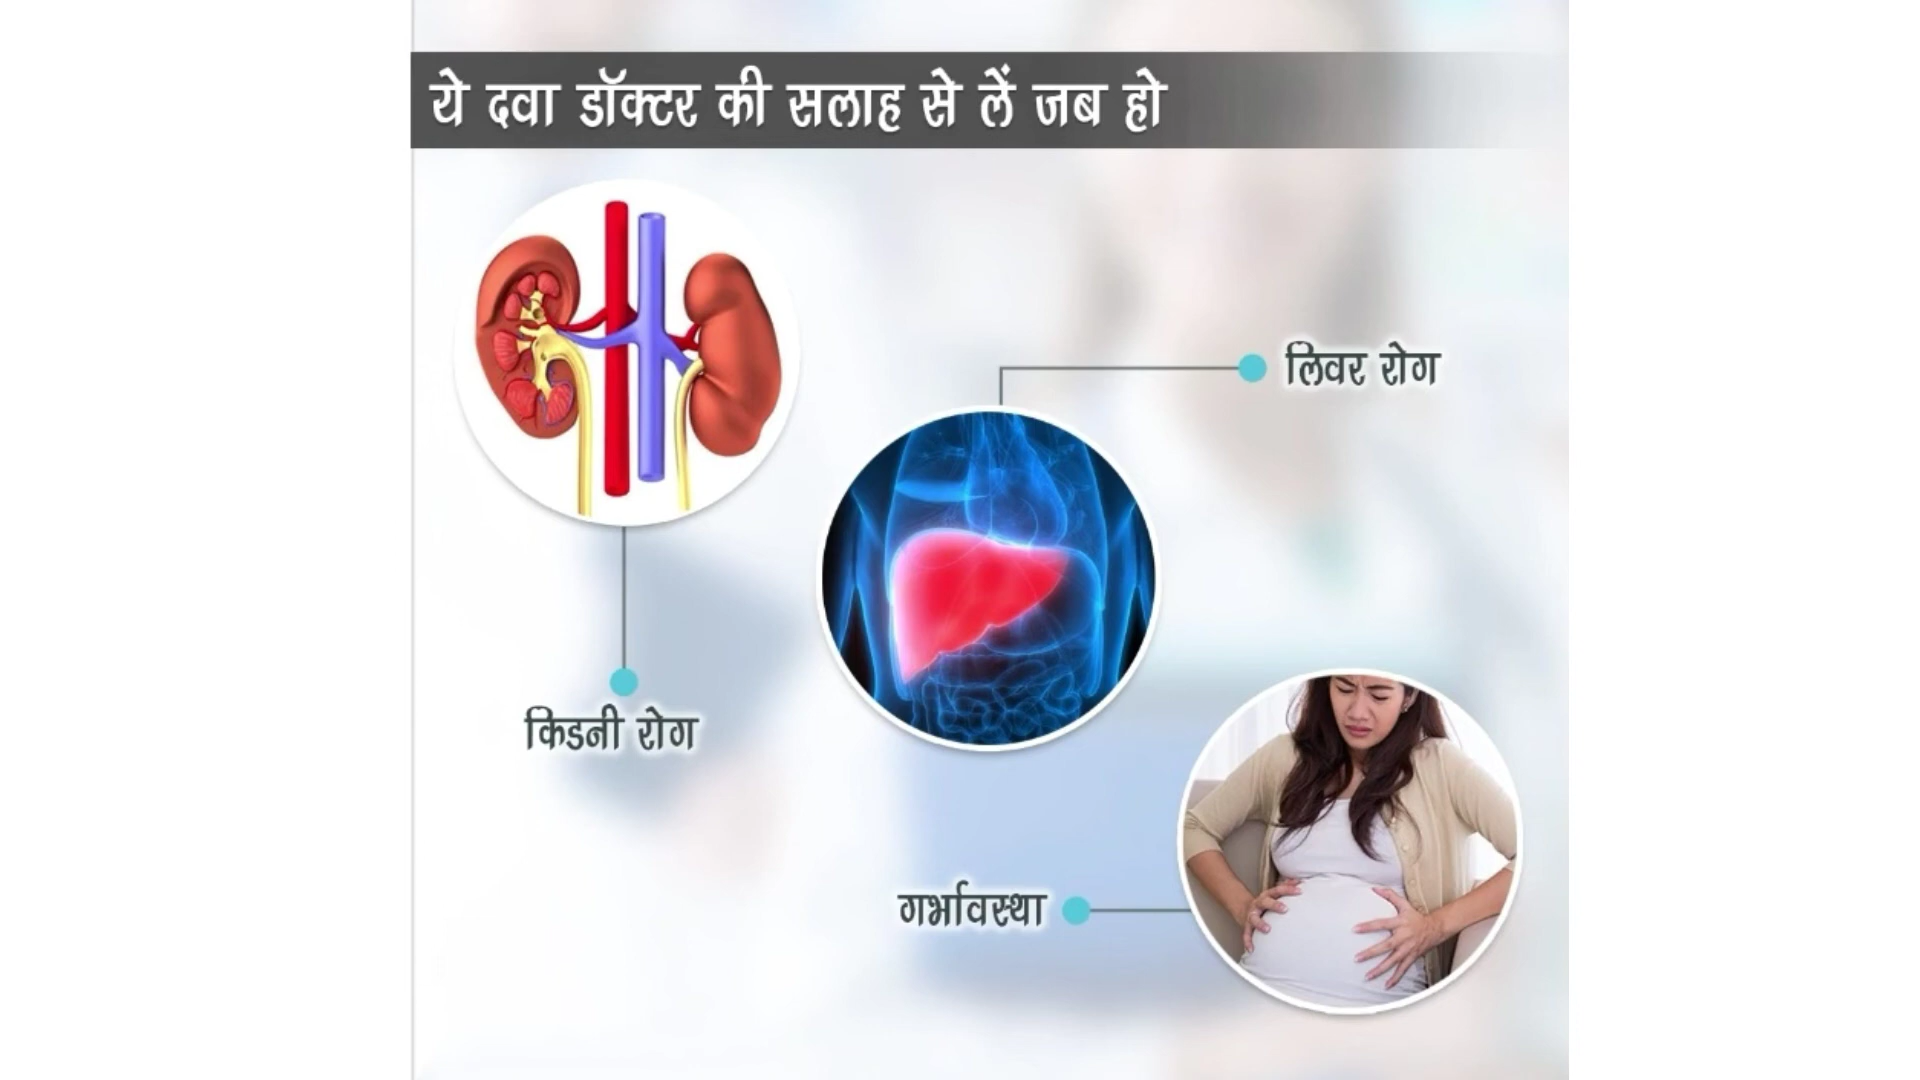 ये दवा डॉक्टर की सलाह से लें जब हो
लिवर रोग
किडनी रोग
गर्भावस्था